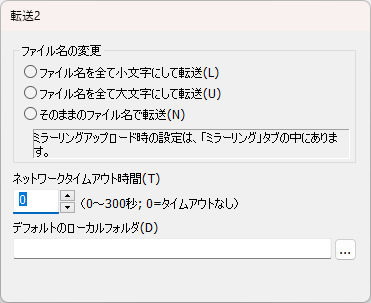 転送2
ファイル名の変更
ファイル名を全て小文字にして転送(L)
ファイル名を全て大文字にして転送(U)
そのままのファイル名で転送(N)
ミラーリングアップロード時の設定は、「ミラーリング」タブの中にありま
す。
ネットワークタイムアウト時間(T)
0
(0～300秒; 0=タイムアウトなし)
デフォルトのローカルフォルダ(D)
...